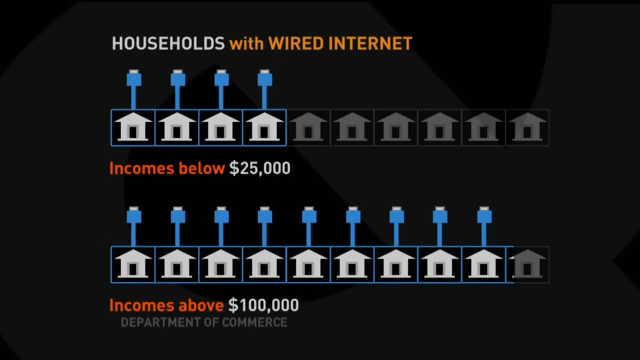 HOUSEHOLDS with WIRED INTERNET
Incomes below $25,000
Incomes above $100,000
DEPARTMENT OF COMMERCE